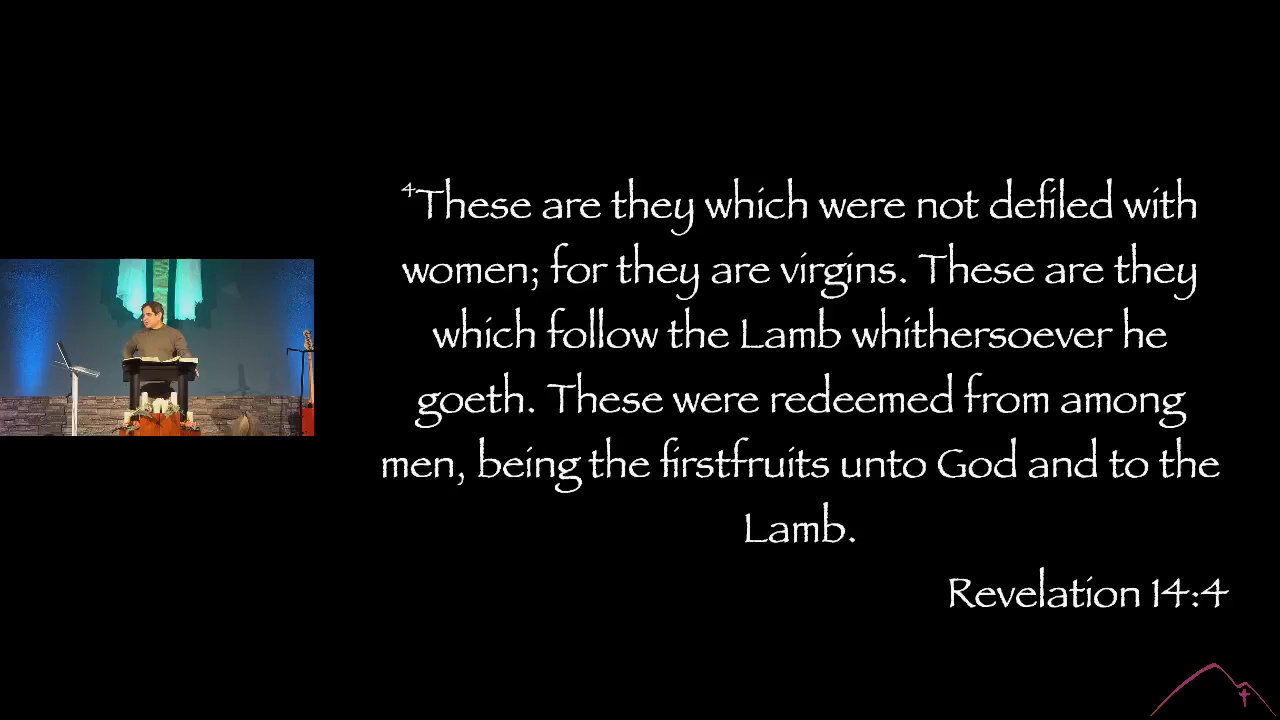 ⁴These are they which were not defiled with
women; for they are virgins. These are they
which follow the Lamb whithersoever he
goeth. These were redeemed from among
men, being the firstfruits unto God and to the
Lamb.
Revelation 14:4